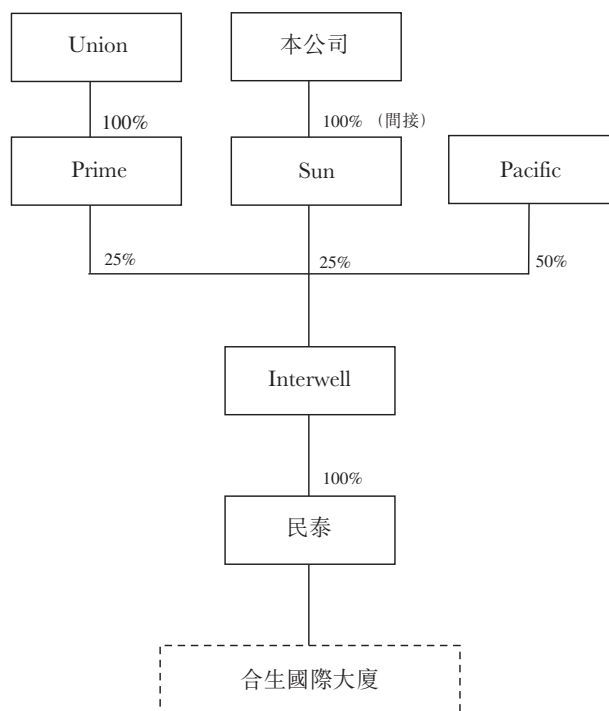 Union
本公司
100%
100% （間接）
Prime
Sun
Pacific
25%
25%
50%
Interwell
100%
民泰
合生國際大廈